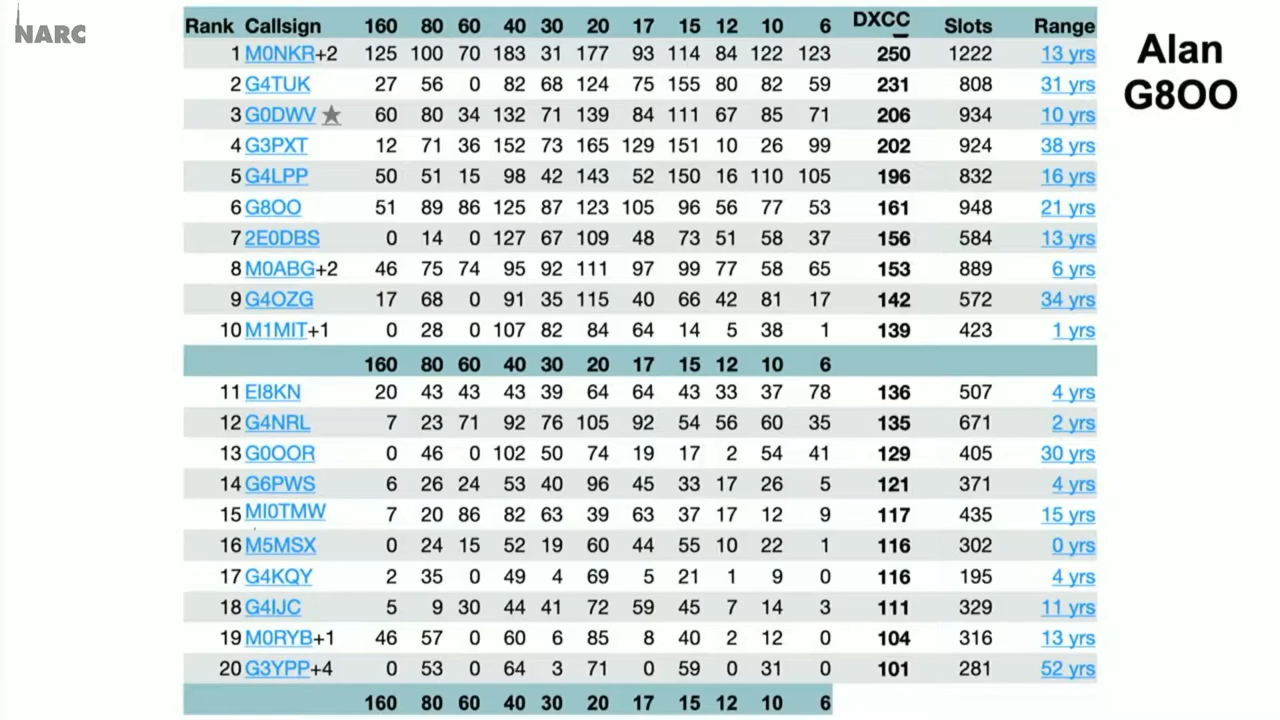 NARC
Rank Callsign 160 80 60 40 30 20 17 15 12 10 6 DXCC Slots Range
1 M0NKR+2 125 100 70 183 31 177 93 114 84 122 123 250 1222 13 yrs
2 G4TUK 27 56 0 82 68 124 75 155 80 82 59 231 808 31 yrs
3 G0DWV ★ 60 80 34 132 71 139 84 111 67 85 71 206 934 10 yrs
4 G3PXT 12 71 36 152 73 165 129 151 10 26 99 202 924 38 yrs
5 G4LPP 50 51 15 98 42 143 52 150 16 110 105 196 832 16 yrs
6 G8OO 51 89 86 125 87 123 105 96 56 77 53 161 948 21 yrs
7 2E0DBS 0 14 0 127 67 109 48 73 51 58 37 156 584 13 yrs
8 M0ABG+2 46 75 74 95 92 111 97 99 77 58 65 153 889 6 yrs
9 G4OZG 17 68 0 91 35 115 40 66 42 81 17 142 572 34 yrs
10 M1MIT+1 0 28 0 107 82 84 64 14 5 38 1 139 423 1 yrs
160 80 60 40 30 20 17 15 12 10 6
11 EI8KN 20 43 43 43 39 64 64 43 33 37 78 136 507 4 yrs
12 G4NRL 7 23 71 92 76 105 92 54 56 60 35 135 671 2 yrs
13 G0OOR 0 46 0 102 50 74 19 17 2 54 41 129 405 30 yrs
14 G6PWS 6 26 24 53 40 96 45 33 17 26 5 121 371 4 yrs
15 MI0TMW 7 20 86 82 63 39 63 37 17 12 9 117 435 15 yrs
16 M5MSX 0 24 15 52 19 60 44 55 10 22 1 116 302 0 yrs
17 G4KQY 2 35 0 49 4 69 5 21 1 9 0 116 195 4 yrs
18 G4IJC 5 9 30 44 41 72 59 45 7 14 3 111 329 11 yrs
19 M0RYB+1 46 57 0 60 6 85 8 40 2 12 0 104 316 13 yrs
20 G3YPP+4 0 53 0 64 3 71 0 59 0 31 0 101 281 52 yrs
160 80 60 40 30 20 17 15 12 10 6
Alan
G8OO